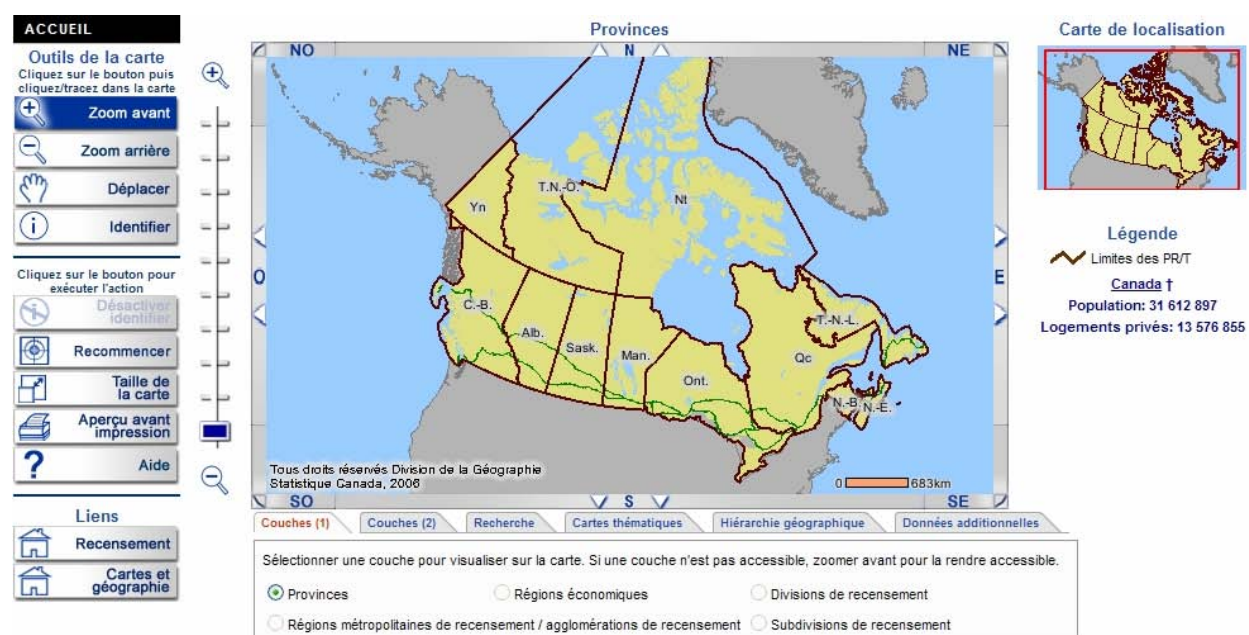 ACCUEIL
Outils de la carte
Cliquez sur le bouton puis
cliquez/tracez dans la carte
Zoom avant
Zoom arrière
Déplacer
Identifier
Cliquez sur le bouton pour
exécuter l'action
Désactiver
identifier
Recommencer
Taille de
la carte
Aperçu avant
impression
? Aide
Liens
Recensement
Cartes et
géographie
Provinces
NO N NE
O E
Yn
T.N.-O.
Nt
C.-B.
Alb.
Sask.
Man.
Ont.
Qc
T.-N.-L.
N.-B.
N.-E.
Tous droits réservés Division de la Géographie
Statistique Canada, 2006
0 683km
SO S SE
Couches (1) Couches (2) Recherche Cartes thématiques Hiérarchie géographique Données additionnelles
Sélectionner une couche pour visualiser sur la carte. Si une couche n'est pas accessible, zoomer avant pour la rendre accessible.
Provinces Régions économiques Divisions de recensement
Régions métropolitaines de recensement / agglomérations de recensement Subdivisions de recensement
Carte de localisation
Légende
Limites des PR/T
Canada †
Population: 31 612 897
Logements privés: 13 576 855